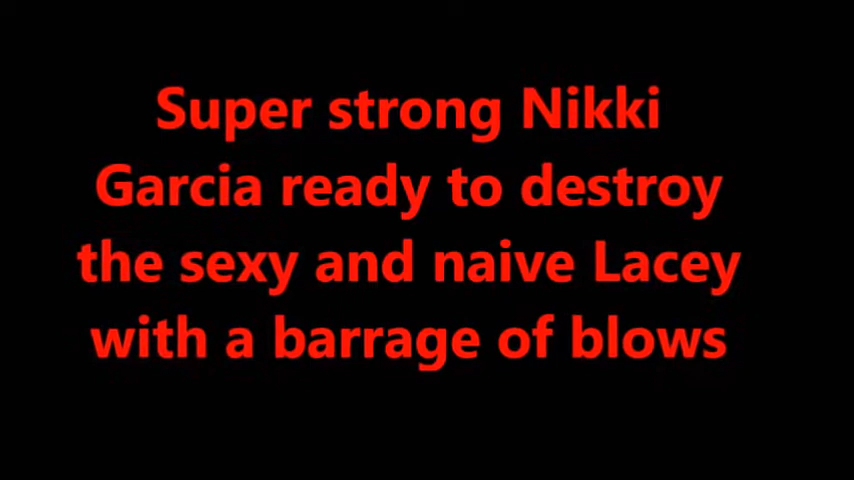 Super strong Nikki
Garcia ready to destroy
the sexy and naive Lacey
with a barrage of blows